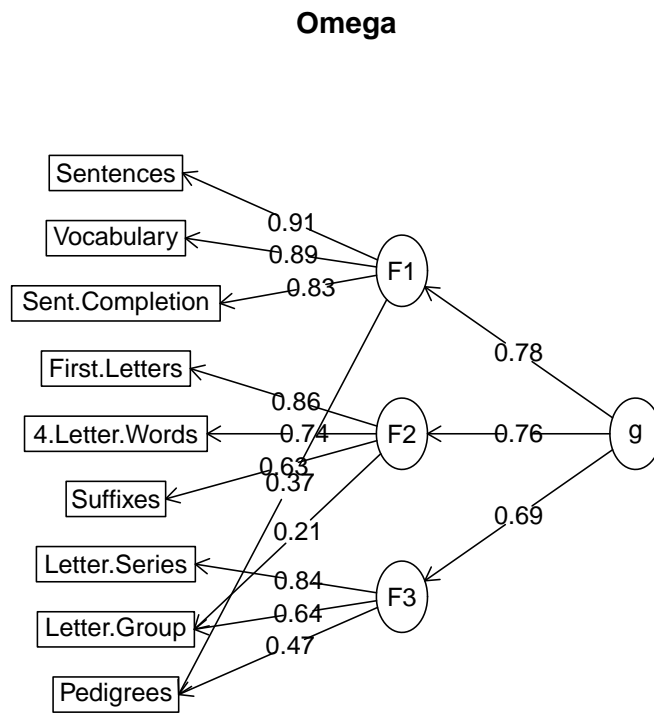 Omega
Sentences
0.91
Vocabulary
0.89
F1
0.83
Sent.Completion
0.78
First.Letters
0.86
4.Letter.Words
0.74
F2
0.76
g
0.63
0.37
Suffixes
0.69
0.21
Letter.Series
0.84
F3
0.64
Letter.Group
0.47
Pedigrees